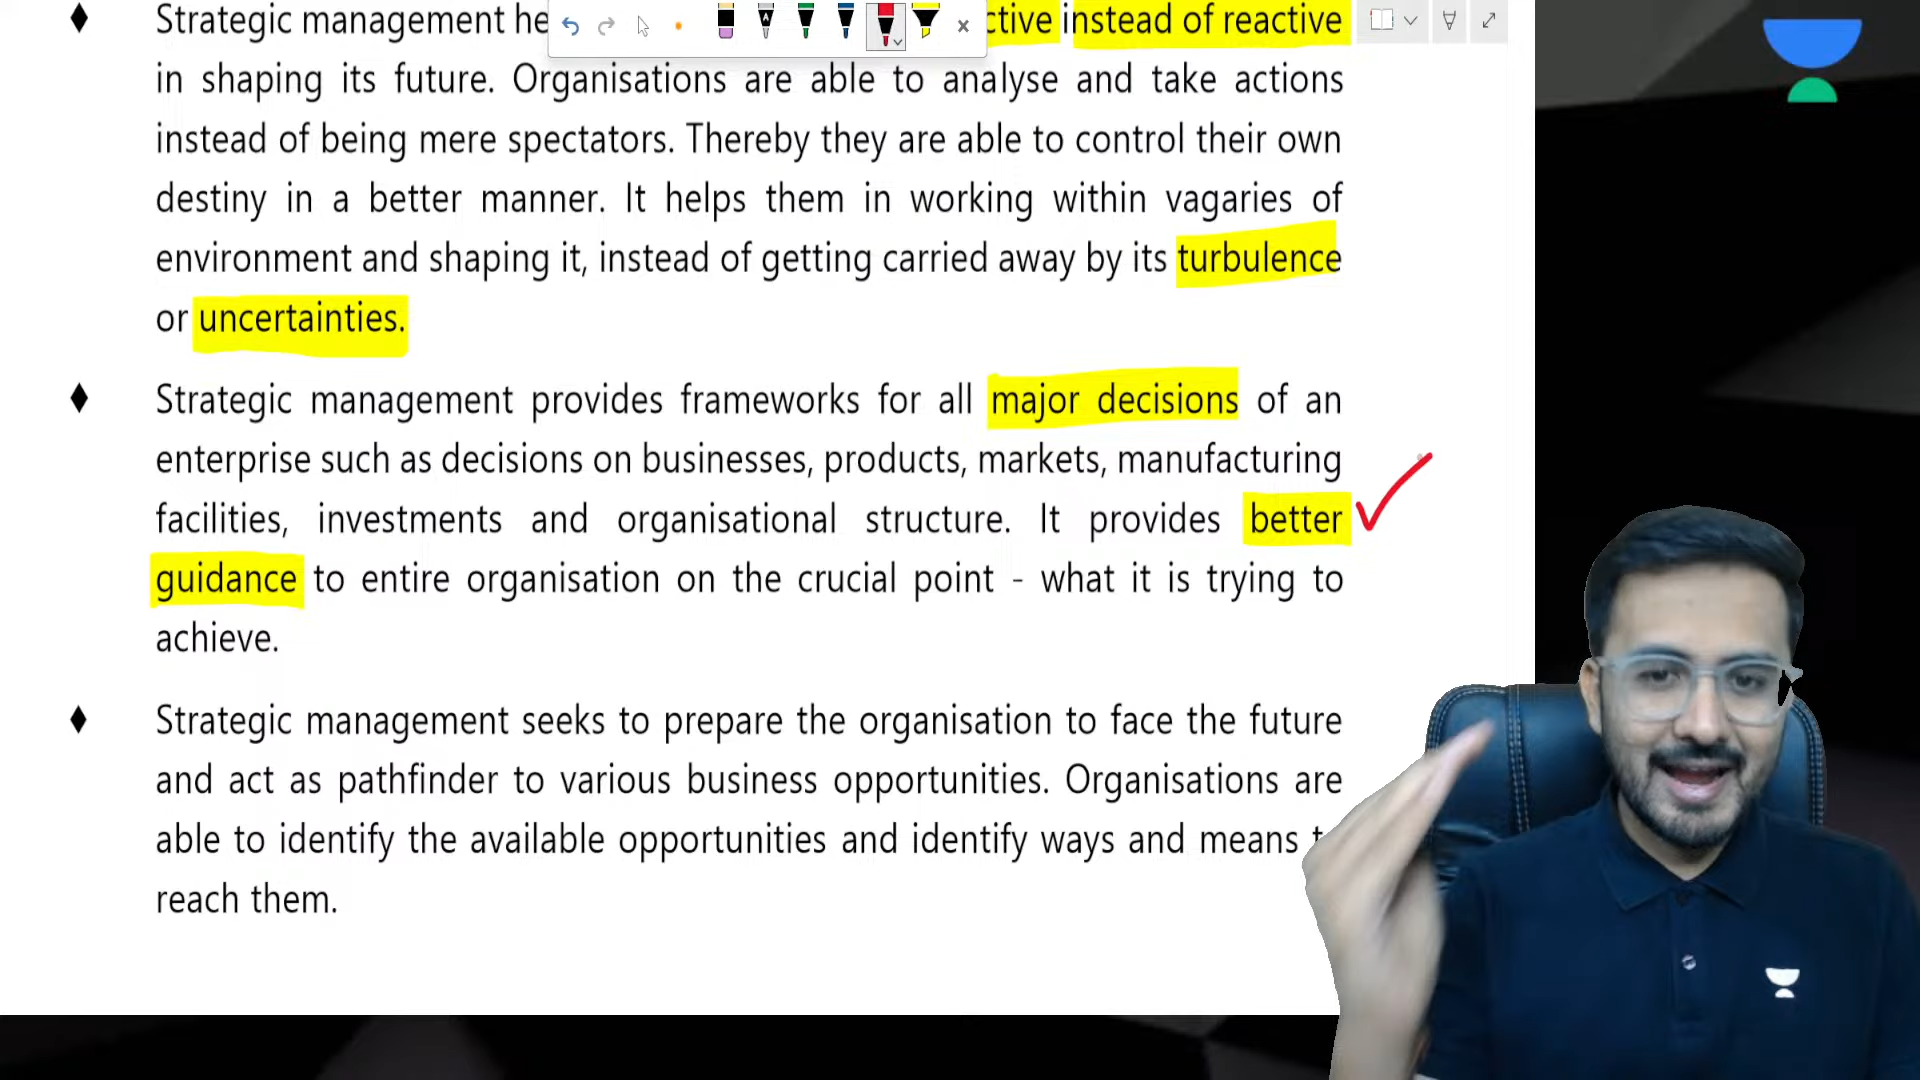 ♦ Strategic management he ctive instead of reactive
in shaping its future. Organisations are able to analyse and take actions
instead of being mere spectators. Thereby they are able to control their own
destiny in a better manner. It helps them in working within vagaries of
environment and shaping it, instead of getting carried away by its turbulence
or uncertainties.
♦ Strategic management provides frameworks for all major decisions of an
enterprise such as decisions on businesses, products, markets, manufacturing
facilities, investments and organisational structure. It provides better
guidance to entire organisation on the crucial point - what it is trying to
achieve.
♦ Strategic management seeks to prepare the organisation to face the future
and act as pathfinder to various business opportunities. Organisations are
able to identify the available opportunities and identify ways and means t
reach them.